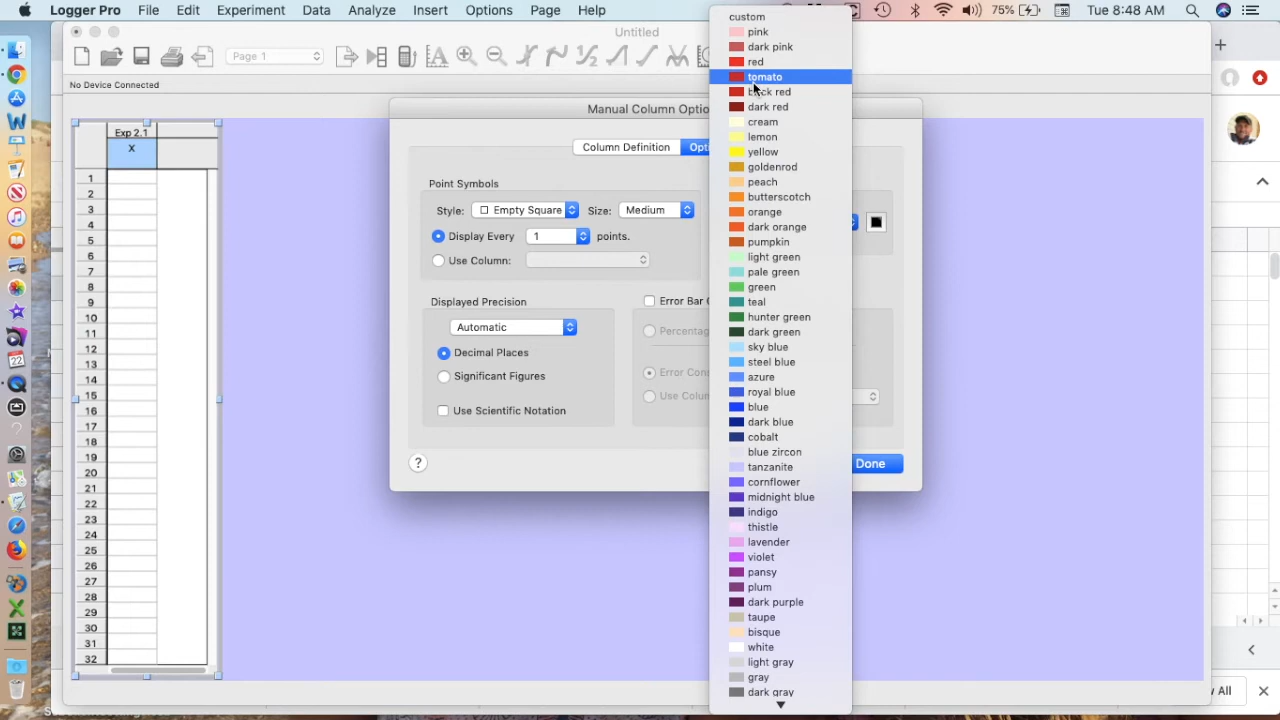 Logger Pro File Edit Experiment Data Analyze Insert Options Page Help 75% Tue 8:48 AM
Untitled
Page 1
No Device Connected
Manual Column Optio
Column Definition Opti
Exp 2.1
X
1
2
3
4
5
6
7
8
9
10
11
12
13
14
15
16
17
18
19
20
21
22
23
24
25
26
27
28
29
30
31
32
Point Symbols
Style: Empty Square Size: Medium
Display Every 1 points.
Use Column:
Displayed Precision
Automatic
Decimal Places
Significant Figures
Use Scientific Notation
Error Bar
Percentag
Error Cons
Use Colum
? Done
custom
pink
dark pink
red
tomato
red
dark red
cream
lemon
yellow
goldenrod
peach
butterscotch
orange
dark orange
pumpkin
light green
pale green
green
teal
hunter green
dark green
sky blue
steel blue
azure
royal blue
blue
dark blue
cobalt
blue zircon
tanzanite
cornflower
midnight blue
indigo
thistle
lavender
violet
pansy
plum
dark purple
taupe
bisque
white
light gray
gray
dark gray
All
22